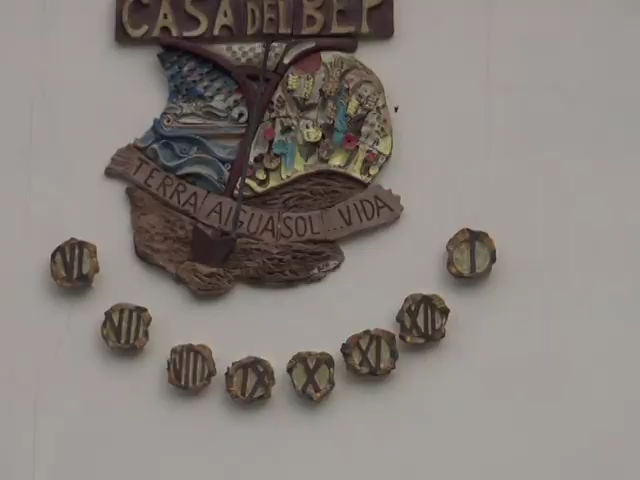 CASA DEL BEP
TERRA! AIGUA! SOL!...VIDA
VI
VII
VIII
IX
X
XI
XII
I